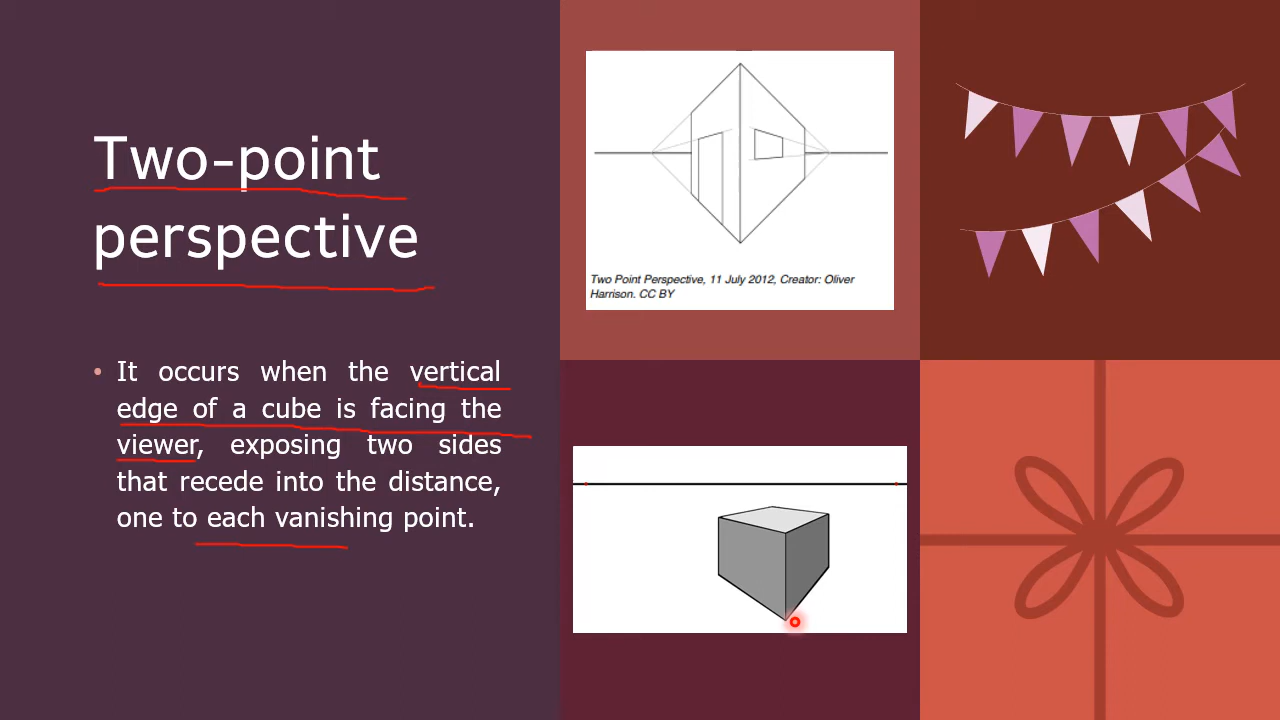 Two-point
perspective
• It occurs when the vertical
edge of a cube is facing the
viewer, exposing two sides
that recede into the distance,
one to each vanishing point.
Two Point Perspective, 11 July 2012, Creator: Oliver
Harrison. CC BY